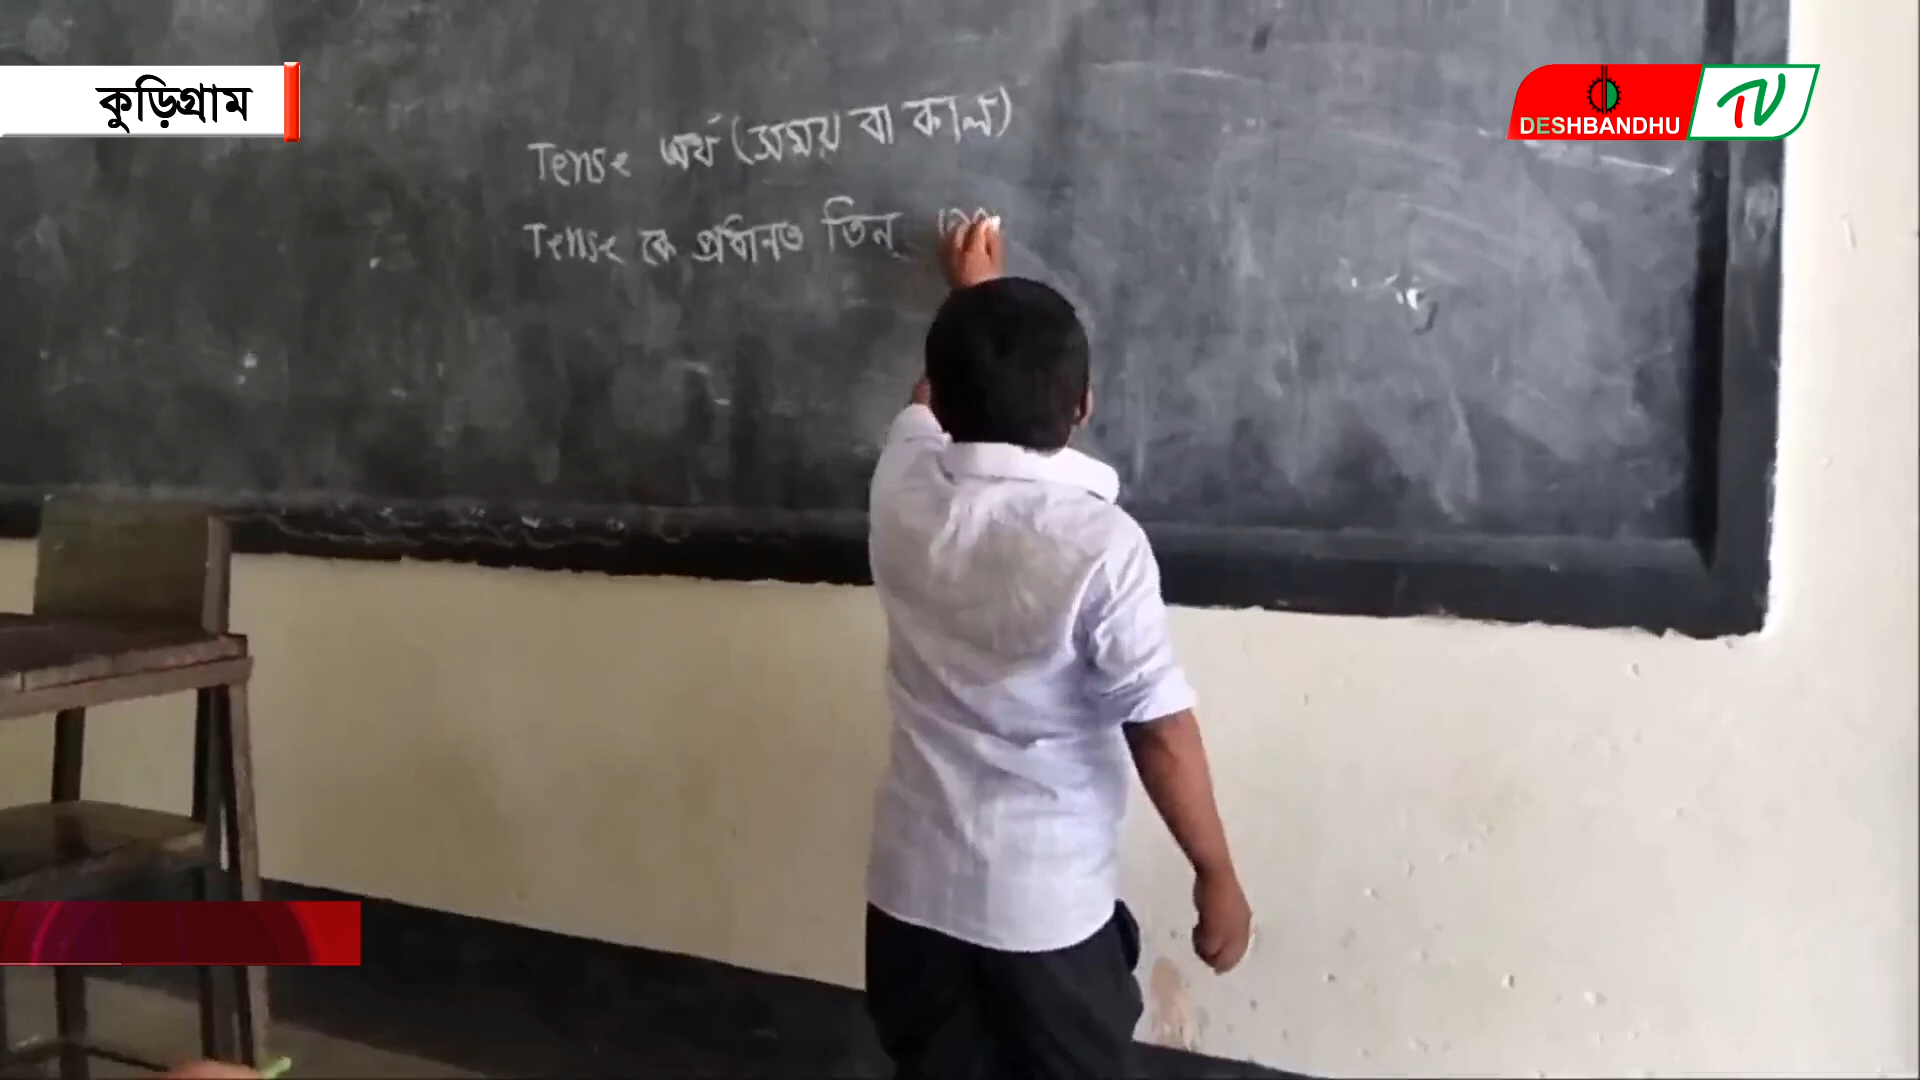 কুড়িগ্রাম
DESHBANDHU TV
Tense অর্থ (সময় বা কাল)
Tense কে প্রধানত তিন